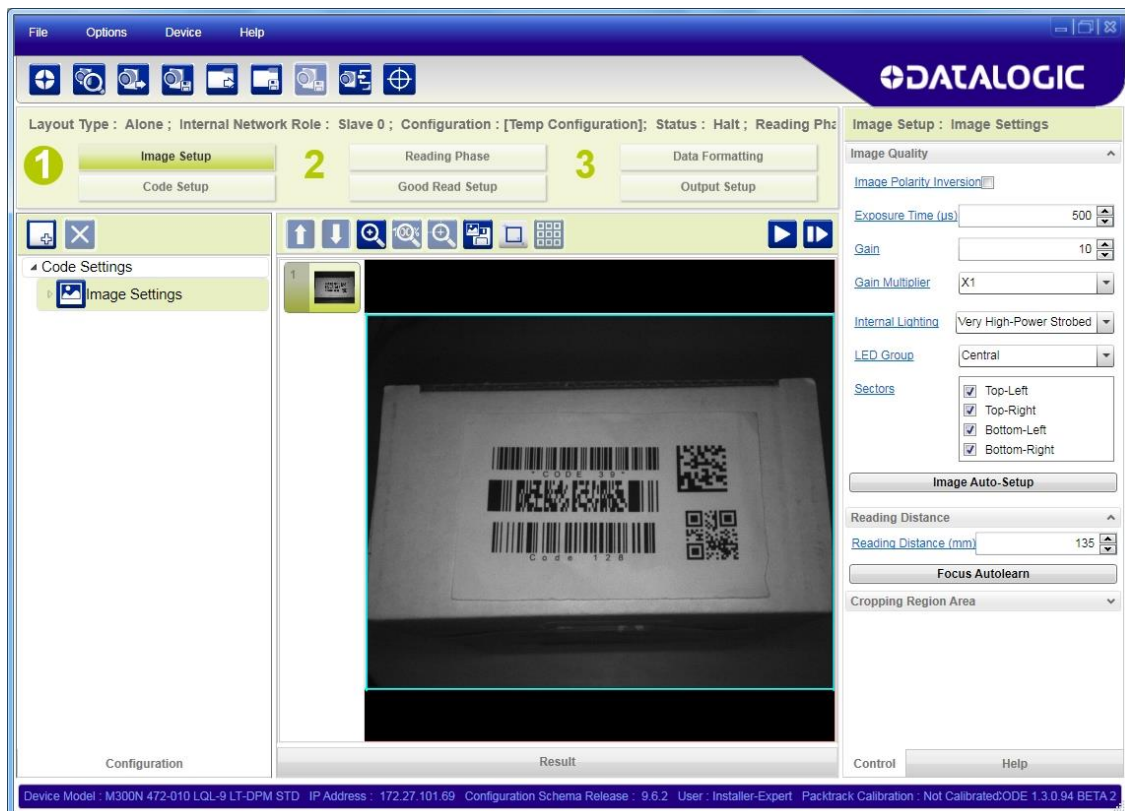 File Options Device Help
DATALOGIC
Layout Type : Alone ; Internal Network Role : Slave 0 ; Configuration : [Temp Configuration]; Status : Halt ; Reading Pha
Image Setup : Image Settings
1 Image Setup 2 Reading Phase 3 Data Formatting
Code Setup Good Read Setup Output Setup
Image Quality
Image Polarity Inversion
Exposure Time (µs) 500
Gain 10
Gain Multiplier X1
Internal Lighting Very High-Power Strobed
LED Group Central
Sectors Top-Left
Top-Right
Bottom-Left
Bottom-Right
Image Auto-Setup
Reading Distance
Reading Distance (mm) 135
Focus Autolearn
Cropping Region Area
Code Settings
Image Settings
100%
1
*CODE 39*
Code 128
Configuration Result Control Help
Device Model : M300N 472-010 LQL-9 LT-DPM STD IP Address : 172.27.101.69 Configuration Schema Release : 9.6.2 User : Installer-Expert Packtrack Calibration : Not Calibrated:ODE 1.3.0.94 BETA 2